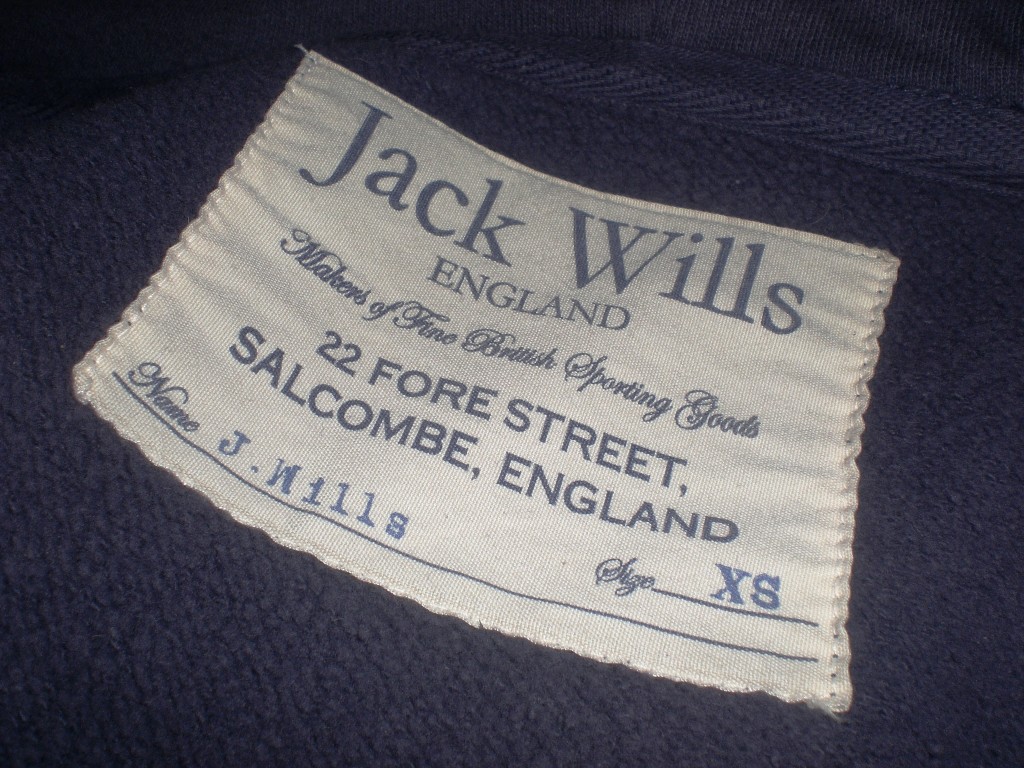 Jack Wills
ENGLAND
Makers of Fine British Sporting Goods
22 FORE STREET,
SALCOMBE, ENGLAND
Name J.Wills
Size XS